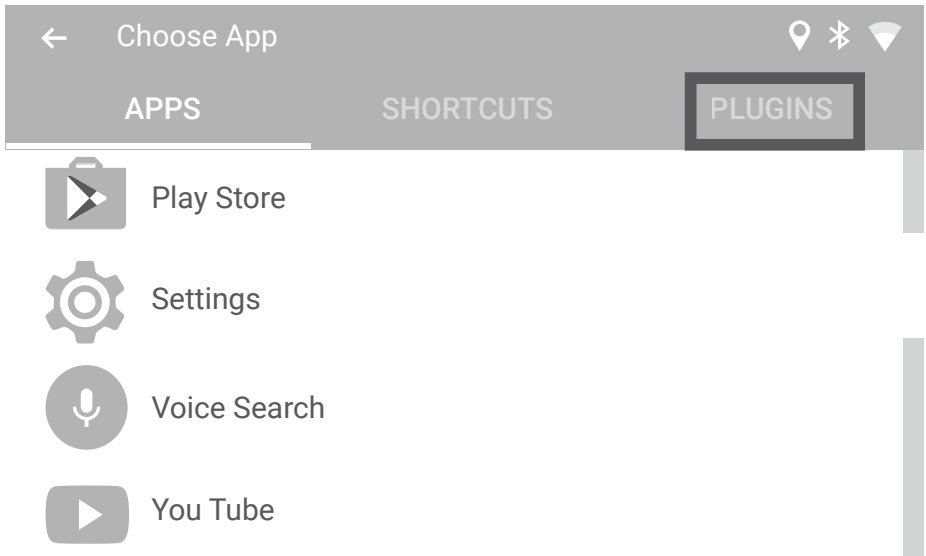 Choose App
APPS SHORTCUTS PLUGINS
Play Store
Settings
Voice Search
You Tube